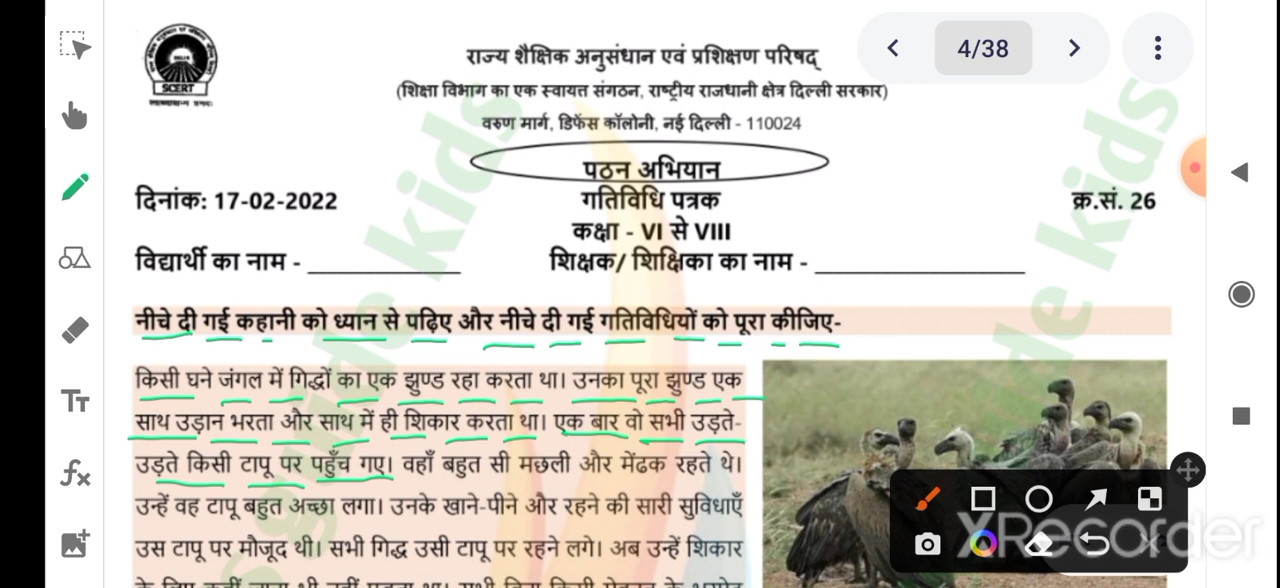 राज्य शैक्षिक अनुसंधान एवं प्रशिक्षण परिषद्
4/38
SCERT
(शिक्षा विभाग का एक स्वायत्त संगठन, राष्ट्रीय राजधानी क्षेत्र दिल्ली सरकार)
वरुण मार्ग, डिफेंस कॉलोनी, नई दिल्ली - 110024
पठन अभियान
दिनांक: 17-02-2022 गतिविधि पत्रक क्र.सं. 26
कक्षा - VI से VIII
विद्यार्थी का नाम - ____________ शिक्षक/ शिक्षिका का नाम - ________________
नीचे दी गई कहानी को ध्यान से पढ़िए और नीचे दी गई गतिविधियों को पूरा कीजिए-
किसी घने जंगल में गिद्धों का एक झुण्ड रहा करता था। उनका पूरा झुण्ड एक
साथ उड़ान भरता और साथ में ही शिकार करता था। एक बार वो सभी उड़ते-
उड़ते किसी टापू पर पहुँच गए। वहाँ बहुत सी मछली और मेंढक रहते थे।
उन्हें वह टापू बहुत अच्छा लगा। उनके खाने-पीने और रहने की सारी सुविधाएँ
उस टापू पर मौजूद थी। सभी गिद्ध उसी टापू पर रहने लगे। अब उन्हें शिकार
kids
kids
Tт
fx
XRecorder